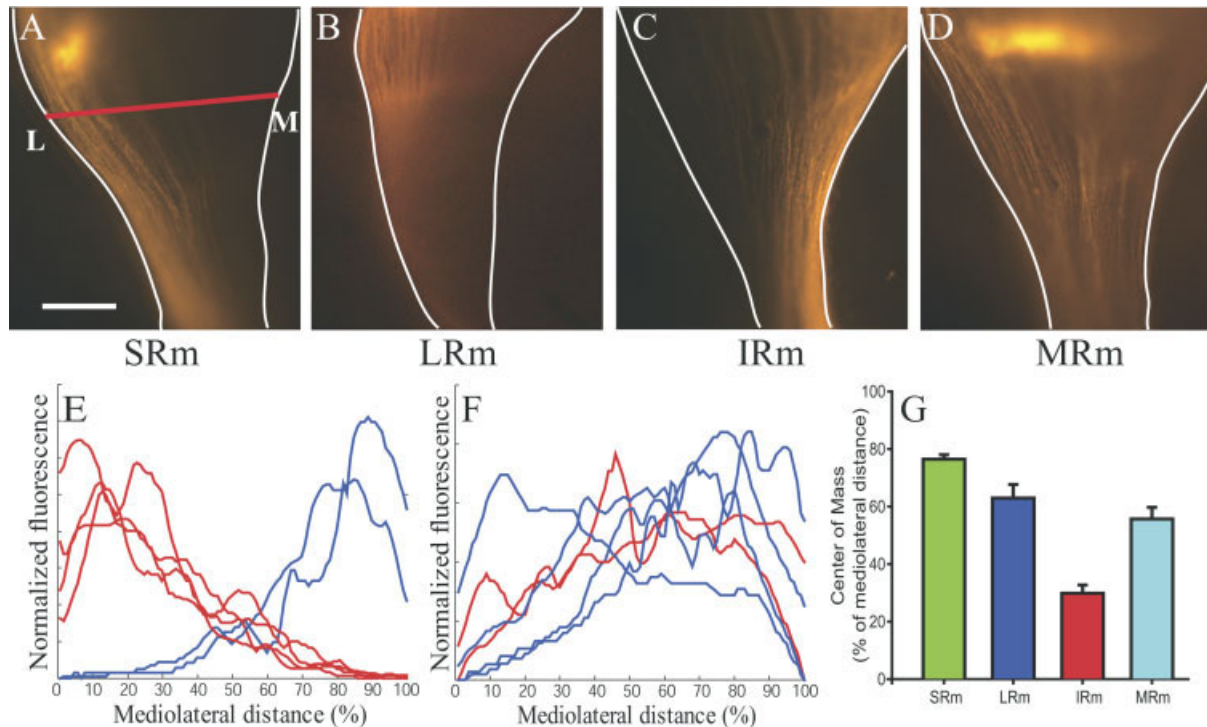 A B C D
L M
SRm LRm IRm MRm
E
Normalized fluorescence
0 10 20 30 40 50 60 70 80 90 100
Mediolateral distance (%)
F
Normalized fluorescence
0 10 20 30 40 50 60 70 80 90 100
Mediolateral distance (%)
G
Center of Mass
(% of mediolateral distance)
100
80
60
40
20
0
SRm LRm IRm MRm